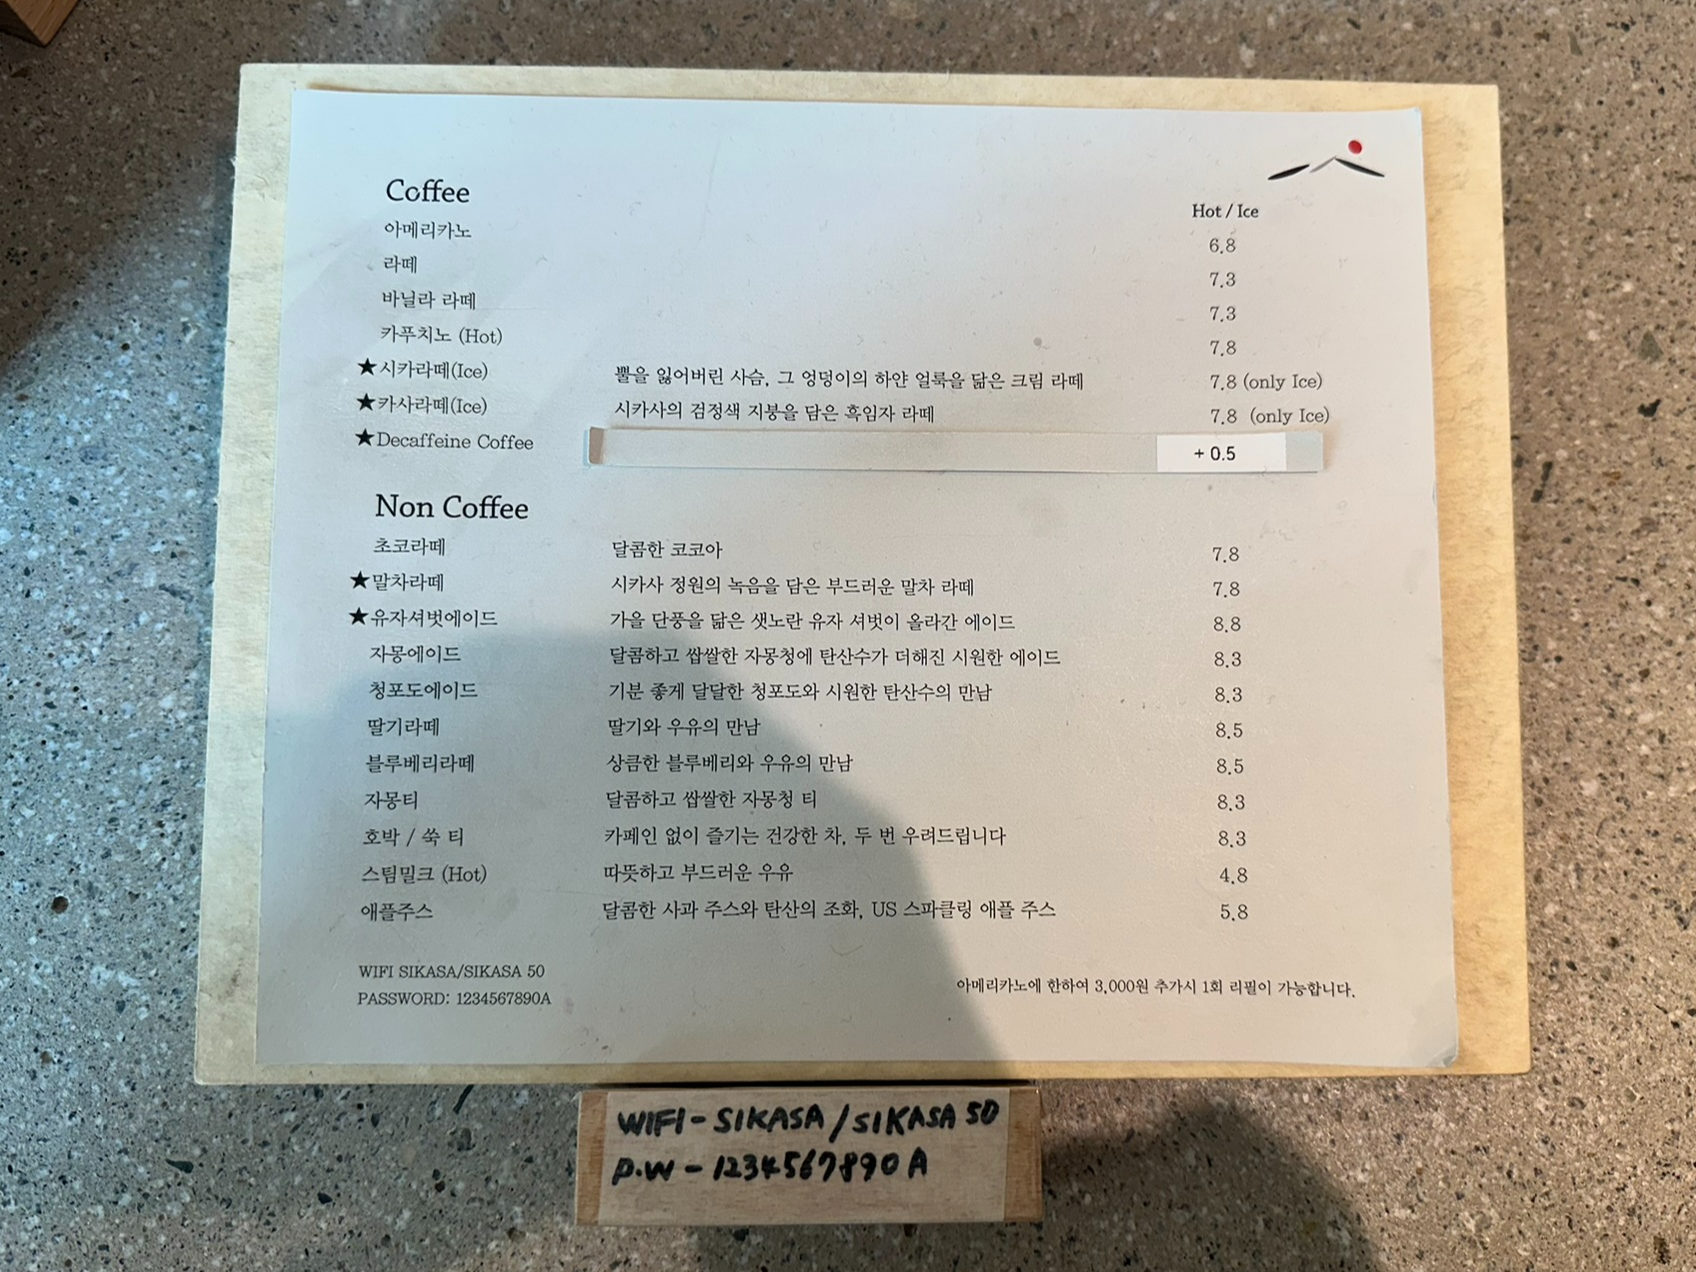 Coffee
Hot / Ice
아메리카노 6.8
라떼 7.3
바닐라 라떼 7.3
카푸치노 (Hot) 7.8
★시카라떼(Ice) 뿔을 잃어버린 사슴, 그 엉덩이의 하얀 얼룩을 닮은 크림 라떼 7.8 (only Ice)
★카사라떼(Ice) 시카사의 검정색 지붕을 담은 흑임자 라떼 7.8 (only Ice)
★Decaffeine Coffee + 0.5
Non Coffee
초코라떼 달콤한 코코아 7.8
★말차라떼 시카사 정원의 녹음을 담은 부드러운 말차 라떼 7.8
★유자셔벗에이드 가을 단풍을 닮은 샛노란 유자 셔벗이 올라간 에이드 8.8
자몽에이드 달콤하고 쌉쌀한 자몽청에 탄산수가 더해진 시원한 에이드 8.3
청포도에이드 기분 좋게 달달한 청포도와 시원한 탄산수의 만남 8.3
딸기라떼 딸기와 우유의 만남 8.5
블루베리라떼 상큼한 블루베리와 우유의 만남 8.5
자몽티 달콤하고 쌉쌀한 자몽청 티 8.3
호박 / 쑥 티 카페인 없이 즐기는 건강한 차, 두 번 우려드립니다 8.3
스팀밀크 (Hot) 따뜻하고 부드러운 우유 4.8
애플주스 달콤한 사과 주스와 탄산의 조화, US 스파클링 애플 주스 5.8
WIFI SIKASA/SIKASA 50
PASSWORD: 1234567890A
아메리카노에 한하여 3,000원 추가시 1회 리필이 가능합니다.
WIFI - SIKASA / SIKASA 50
P.W - 1234567890A